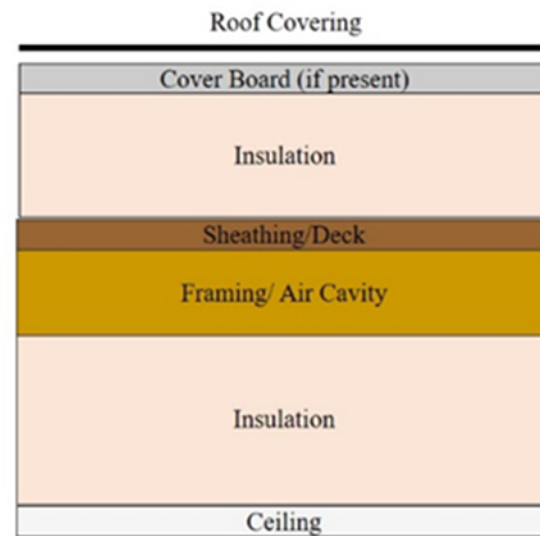 Roof Covering
Cover Board (if present)
Insulation
Sheathing/Deck
Framing/ Air Cavity
Insulation
Ceiling